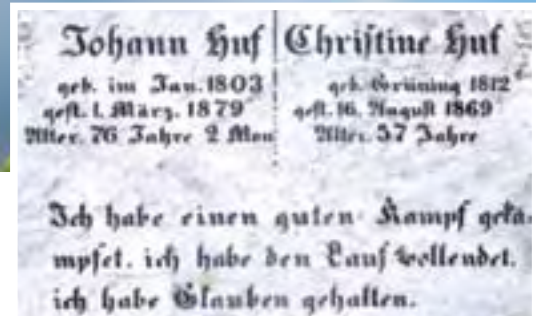 Johann Huf
geb. im Jan. 1803
gest. 1. März. 1879
Alter. 76 Jahre 2 Mon
Christine Huf
geb. Grüning 1812
gest. 16. August 1869
Alter. 57 Jahre
Ich habe einen guten Kampf gekä-
mpfet. ich habe den Lauf vollendet.
ich habe Glauben gehalten.